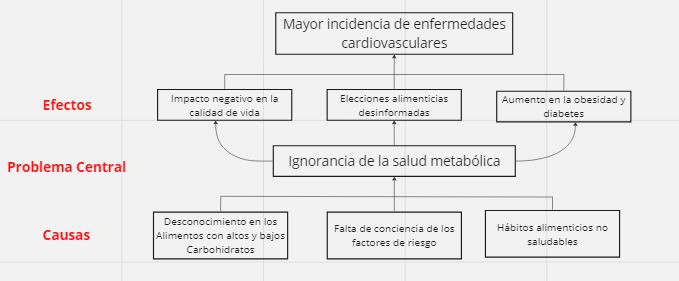 Mayor incidencia de enfermedades
cardiovasculares
Efectos
Impacto negativo en la
calidad de vida
Elecciones alimenticias
desinformadas
Aumento en la obesidad y
diabetes
Problema Central
Ignorancia de la salud metabólica
Causas
Desconocimiento en los
Alimentos con altos y bajos
Carbohidratos
Falta de conciencia de los
factores de riesgo
Hábitos alimenticios no
saludables